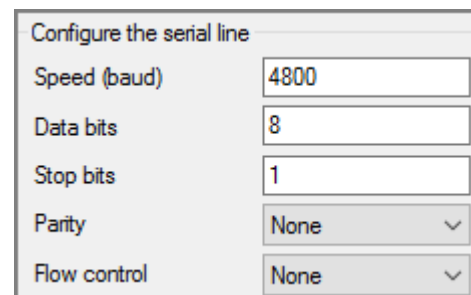 Configure the serial line
Speed (baud) 4800
Data bits 8
Stop bits 1
Parity None
Flow control None